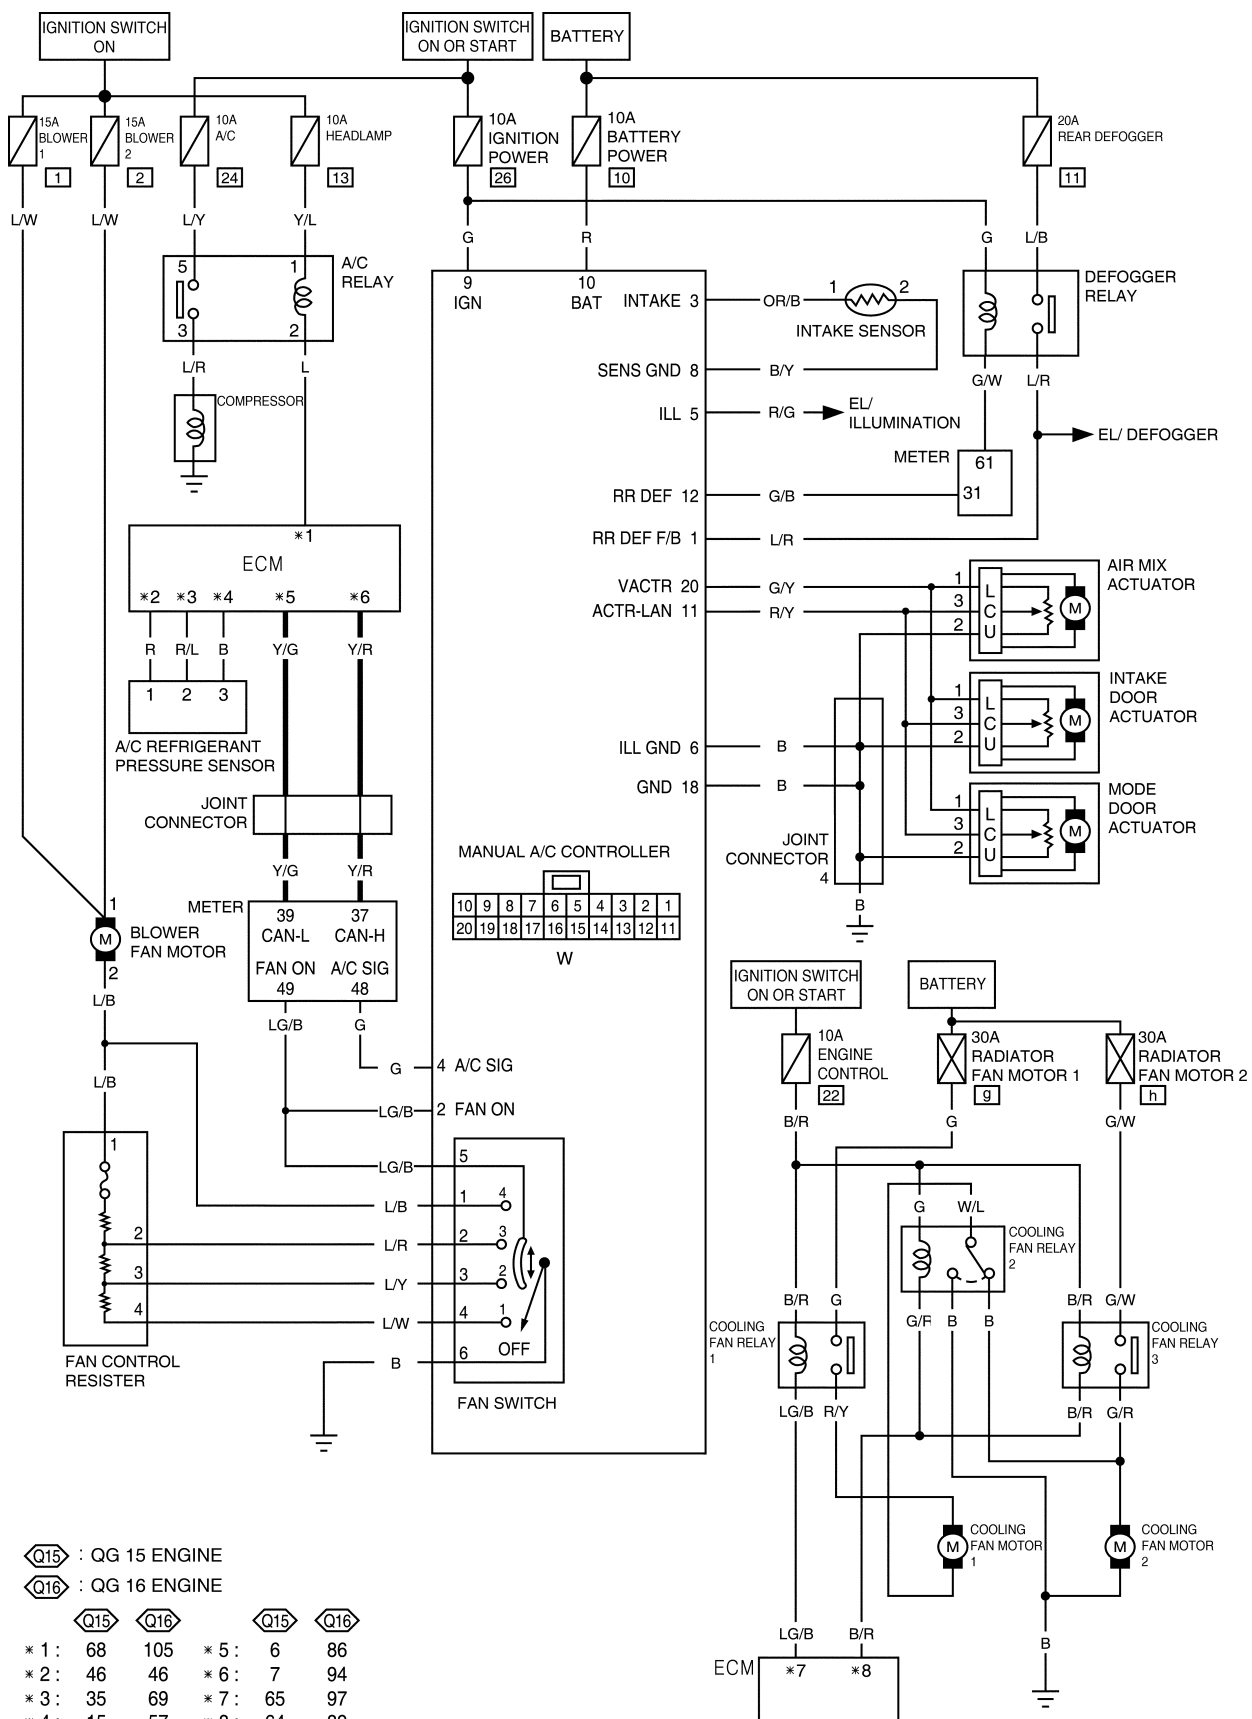 IGNITION SWITCH
ON
IGNITION SWITCH
ON OR START
BATTERY
15A
BLOWER
1
1
15A
BLOWER
2
2
10A
A/C
24
10A
HEADLAMP
13
10A
IGNITION
POWER
26
10A
BATTERY
POWER
10
20A
REAR DEFOGGER
11
L/W
L/W
L/Y
Y/L
G
R
G
L/B
5
1
3
2
A/C
RELAY
9
IGN
10
BAT
INTAKE 3
OR/B
1
2
INTAKE SENSOR
DEFOGGER
RELAY
L/R
L
COMPRESSOR
SENS GND 8
B/Y
G/W
L/R
ILL 5
R/G
EL/
ILLUMINATION
EL/ DEFOGGER
METER
61
31
RR DEF 12
G/B
RR DEF F/B 1
L/R
*1
ECM
*2
*3
*4
*5
*6
R
R/L
B
Y/G
Y/R
1
2
3
A/C REFRIGERANT
PRESSURE SENSOR
VACTR 20
G/Y
ACTR-LAN 11
R/Y
1
3
2
L
C
U
M
AIR MIX
ACTUATOR
1
3
2
L
C
U
M
INTAKE
DOOR
ACTUATOR
ILL GND 6
B
GND 18
B
1
3
2
L
C
U
M
MODE
DOOR
ACTUATOR
JOINT
CONNECTOR
JOINT
CONNECTOR
4
B
Y/G
Y/R
MANUAL A/C CONTROLLER
10 9 8 7 6 5 4 3 2 1
20 19 18 17 16 15 14 13 12 11
W
METER
39
CAN-L
37
CAN-H
FAN ON
49
A/C SIG
48
1
M
2
BLOWER
FAN MOTOR
L/B
LG/B
G
G
4 A/C SIG
LG/B
2 FAN ON
L/B
1
2
3
4
FAN CONTROL
RESISTER
LG/B
5
L/B
1
4
L/R
2
3
L/Y
3
2
L/W
4
1
OFF
B
6
FAN SWITCH
IGNITION SWITCH
ON OR START
BATTERY
10A
ENGINE
CONTROL
22
30A
RADIATOR
FAN MOTOR 1
g
30A
RADIATOR
FAN MOTOR 2
h
B/R
G
G/W
G
W/L
COOLING
FAN RELAY
2
B/R
G
G/R
B
B
B/R
G/W
COOLING
FAN RELAY
1
COOLING
FAN RELAY
3
LG/B
R/Y
B/R
G/R
M
COOLING
FAN MOTOR
1
M
COOLING
FAN MOTOR
2
LG/B
B/R
B
ECM
*7
*8
Q15 : QG 15 ENGINE
Q16 : QG 16 ENGINE
Q15 Q16 Q15 Q16
* 1 : 68 105 * 5 : 6 86
* 2 : 46 46 * 6 : 7 94
* 3 : 35 69 * 7 : 65 97